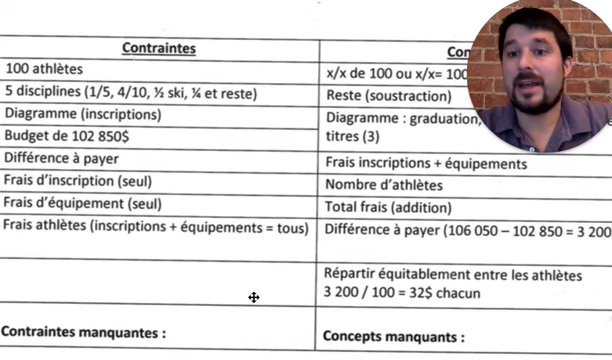 Contraintes
100 athlètes
5 disciplines (1/5, 4/10, ½ ski, ¼ et reste)
Diagramme (inscriptions)
Budget de 102 850$
Différence à payer
Frais d'inscription (seul)
Frais d'équipement (seul)
Frais athlètes (inscriptions + équipements = tous)
Contraintes manquantes :
Con
x/x de 100 ou x/x= 100
Reste (soustraction)
Diagramme : graduation,
titres (3)
Frais inscriptions + équipements
Nombre d'athlètes
Total frais (addition)
Différence à payer (106 050 – 102 850 = 3 200
Répartir équitablement entre les athlètes
3 200 / 100 = 32$ chacun
Concepts manquants :